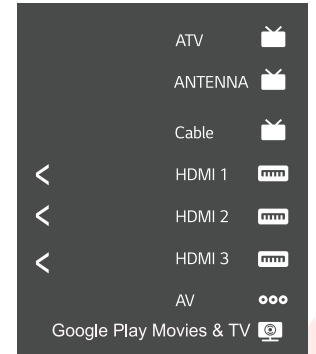 ATV
ANTENNA
Cable
< HDMI 1
< HDMI 2
< HDMI 3
AV
Google Play Movies & TV